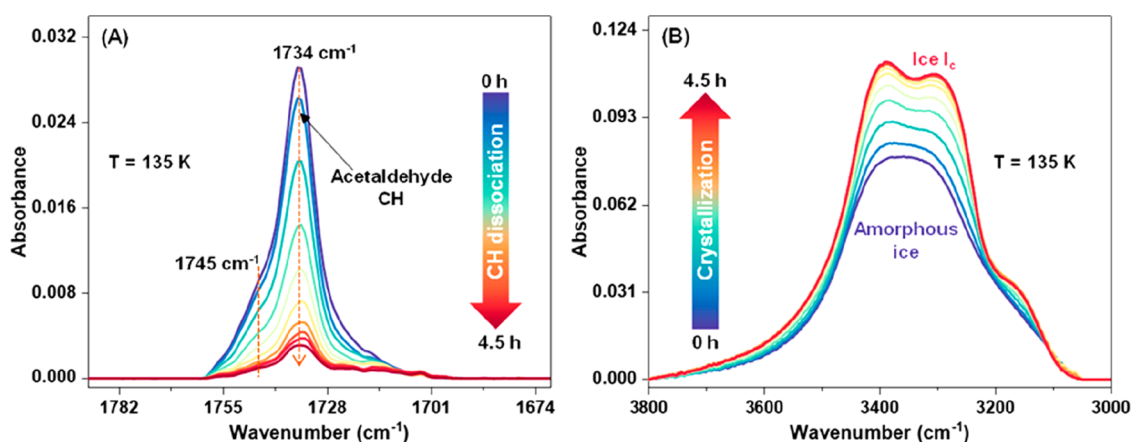 (A)
1734 cm⁻¹
0 h
T = 135 K
Acetaldehyde
CH
1745 cm⁻¹
CH dissociation
4.5 h
0.032
0.024
0.016
0.008
0.000
Absorbance
1782
1755
1728
1701
1674
Wavenumber (cm⁻¹)
(B)
Ice Ic
4.5 h
T = 135 K
Crystallization
Amorphous
ice
0 h
0.124
0.093
0.062
0.031
0.000
Absorbance
3800
3600
3400
3200
3000
Wavenumber (cm⁻¹)